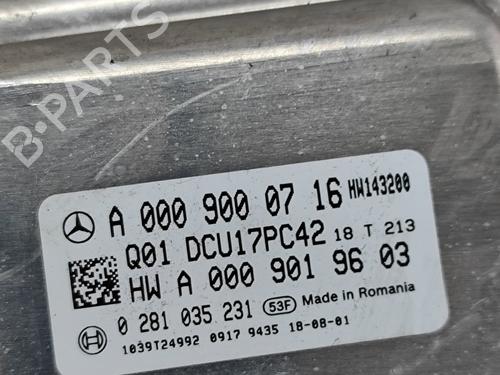 B-PARTS
A 000 900 07 16 HW143200
Q01 DCU17PC42 18 T 213
HW A 000 901 96 03
0 281 035 231 53F Made in Romania
1039T24992 0917 9435 18-08-01